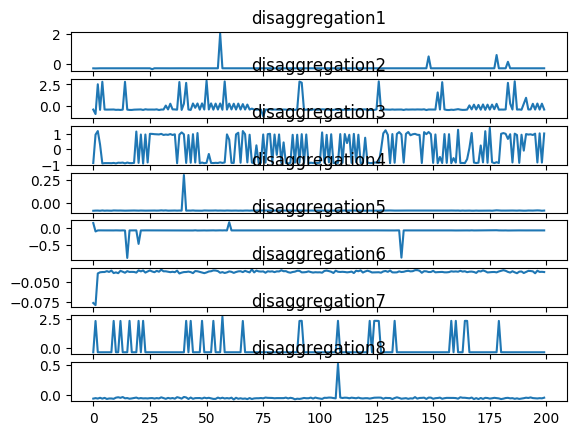 disaggregation1
2
0
disaggregation2
2.5
0.0
disaggregation3
1
0
−1
disaggregation4
0.25
0.00
disaggregation5
0.0
−0.5
disaggregation6
−0.050
−0.075
disaggregation7
2.5
0.0
disaggregation8
0.5
0.0
0 25 50 75 100 125 150 175 200